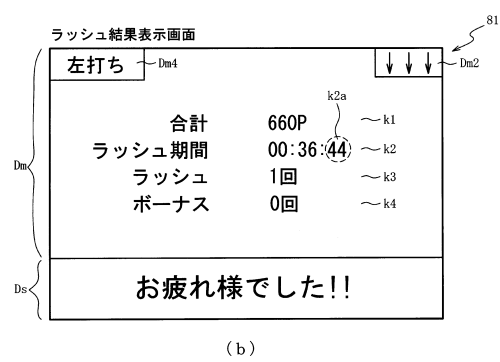 ラッシュ結果表示画面
81
左打ち Dm4
↓ ↓ ↓ Dm2
k2a
合計 660P k1
Dm
ラッシュ期間 00:36:44 k2
ラッシュ 1回 k3
ボーナス 0回 k4
Ds
お疲れ様でした!!
(b)